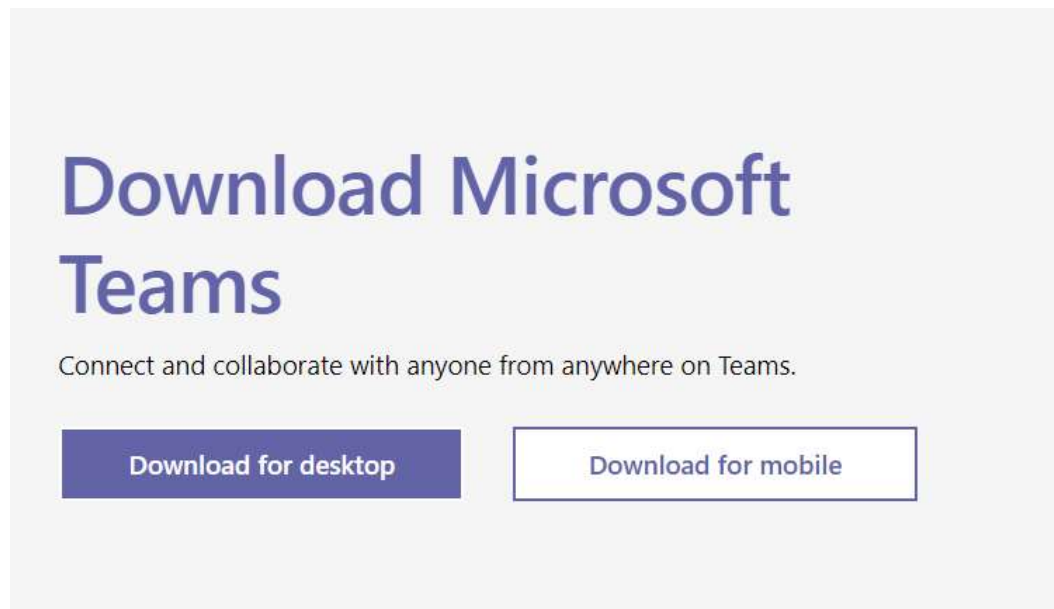 Download Microsoft
Teams
Connect and collaborate with anyone from anywhere on Teams.
Download for desktop
Download for mobile